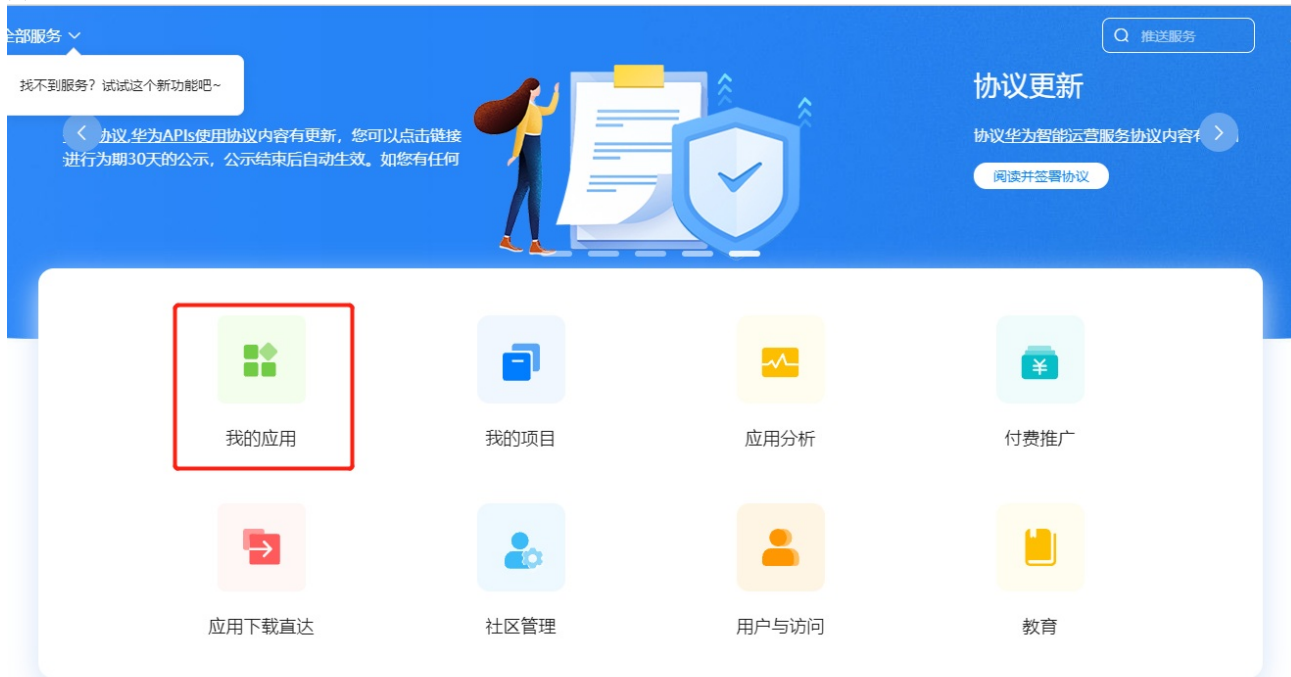 全部服务
推送服务
找不到服务？试试这个新功能吧~
协议更新
协议,华为APIs使用协议内容有更新，您可以点击链接
进行为期30天的公示，公示结束后自动生效。如您有任何
协议华为智能运营服务协议内容有
阅读并签署协议
我的应用
我的项目
应用分析
付费推广
应用下载直达
社区管理
用户与访问
教育